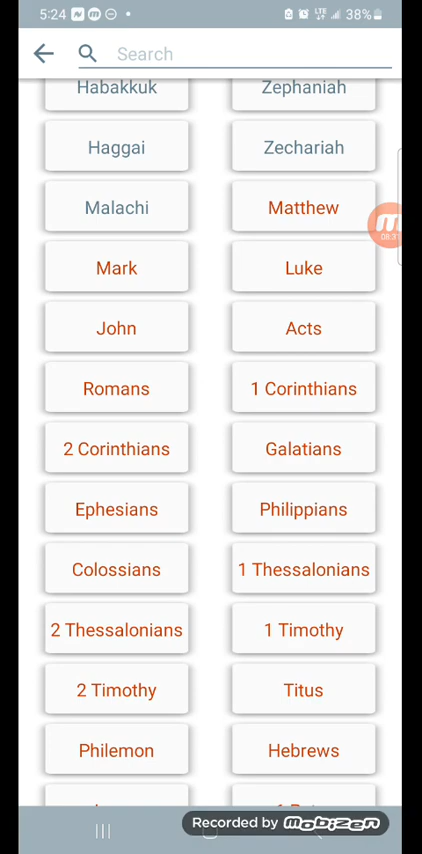 5:24
LTE
38%
Search
Habakkuk
Zephaniah
Haggai
Zechariah
Malachi
Matthew
Mark
Luke
John
Acts
Romans
1 Corinthians
2 Corinthians
Galatians
Ephesians
Philippians
Colossians
1 Thessalonians
2 Thessalonians
1 Timothy
2 Timothy
Titus
Philemon
Hebrews
Recorded by mobizen